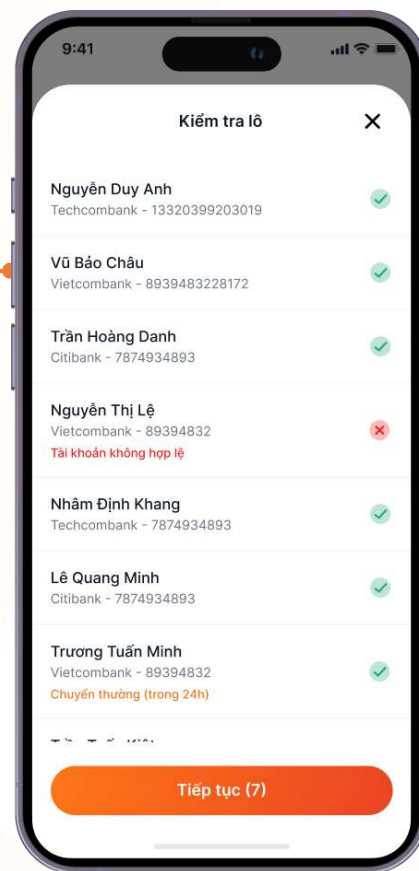 9:41
Kiểm tra lô
Nguyễn Duy Anh
Techcombank - 13320399203019
Vũ Bảo Châu
Vietcombank - 8939483228172
Trần Hoàng Danh
Citibank - 7874934893
Nguyễn Thị Lệ
Vietcombank - 89394832
Tài khoản không hợp lệ
Nhâm Định Khang
Techcombank - 7874934893
Lê Quang Minh
Citibank - 7874934893
Trương Tuấn Minh
Vietcombank - 89394832
Chuyển thường (trong 24h)
Tiếp tục (7)